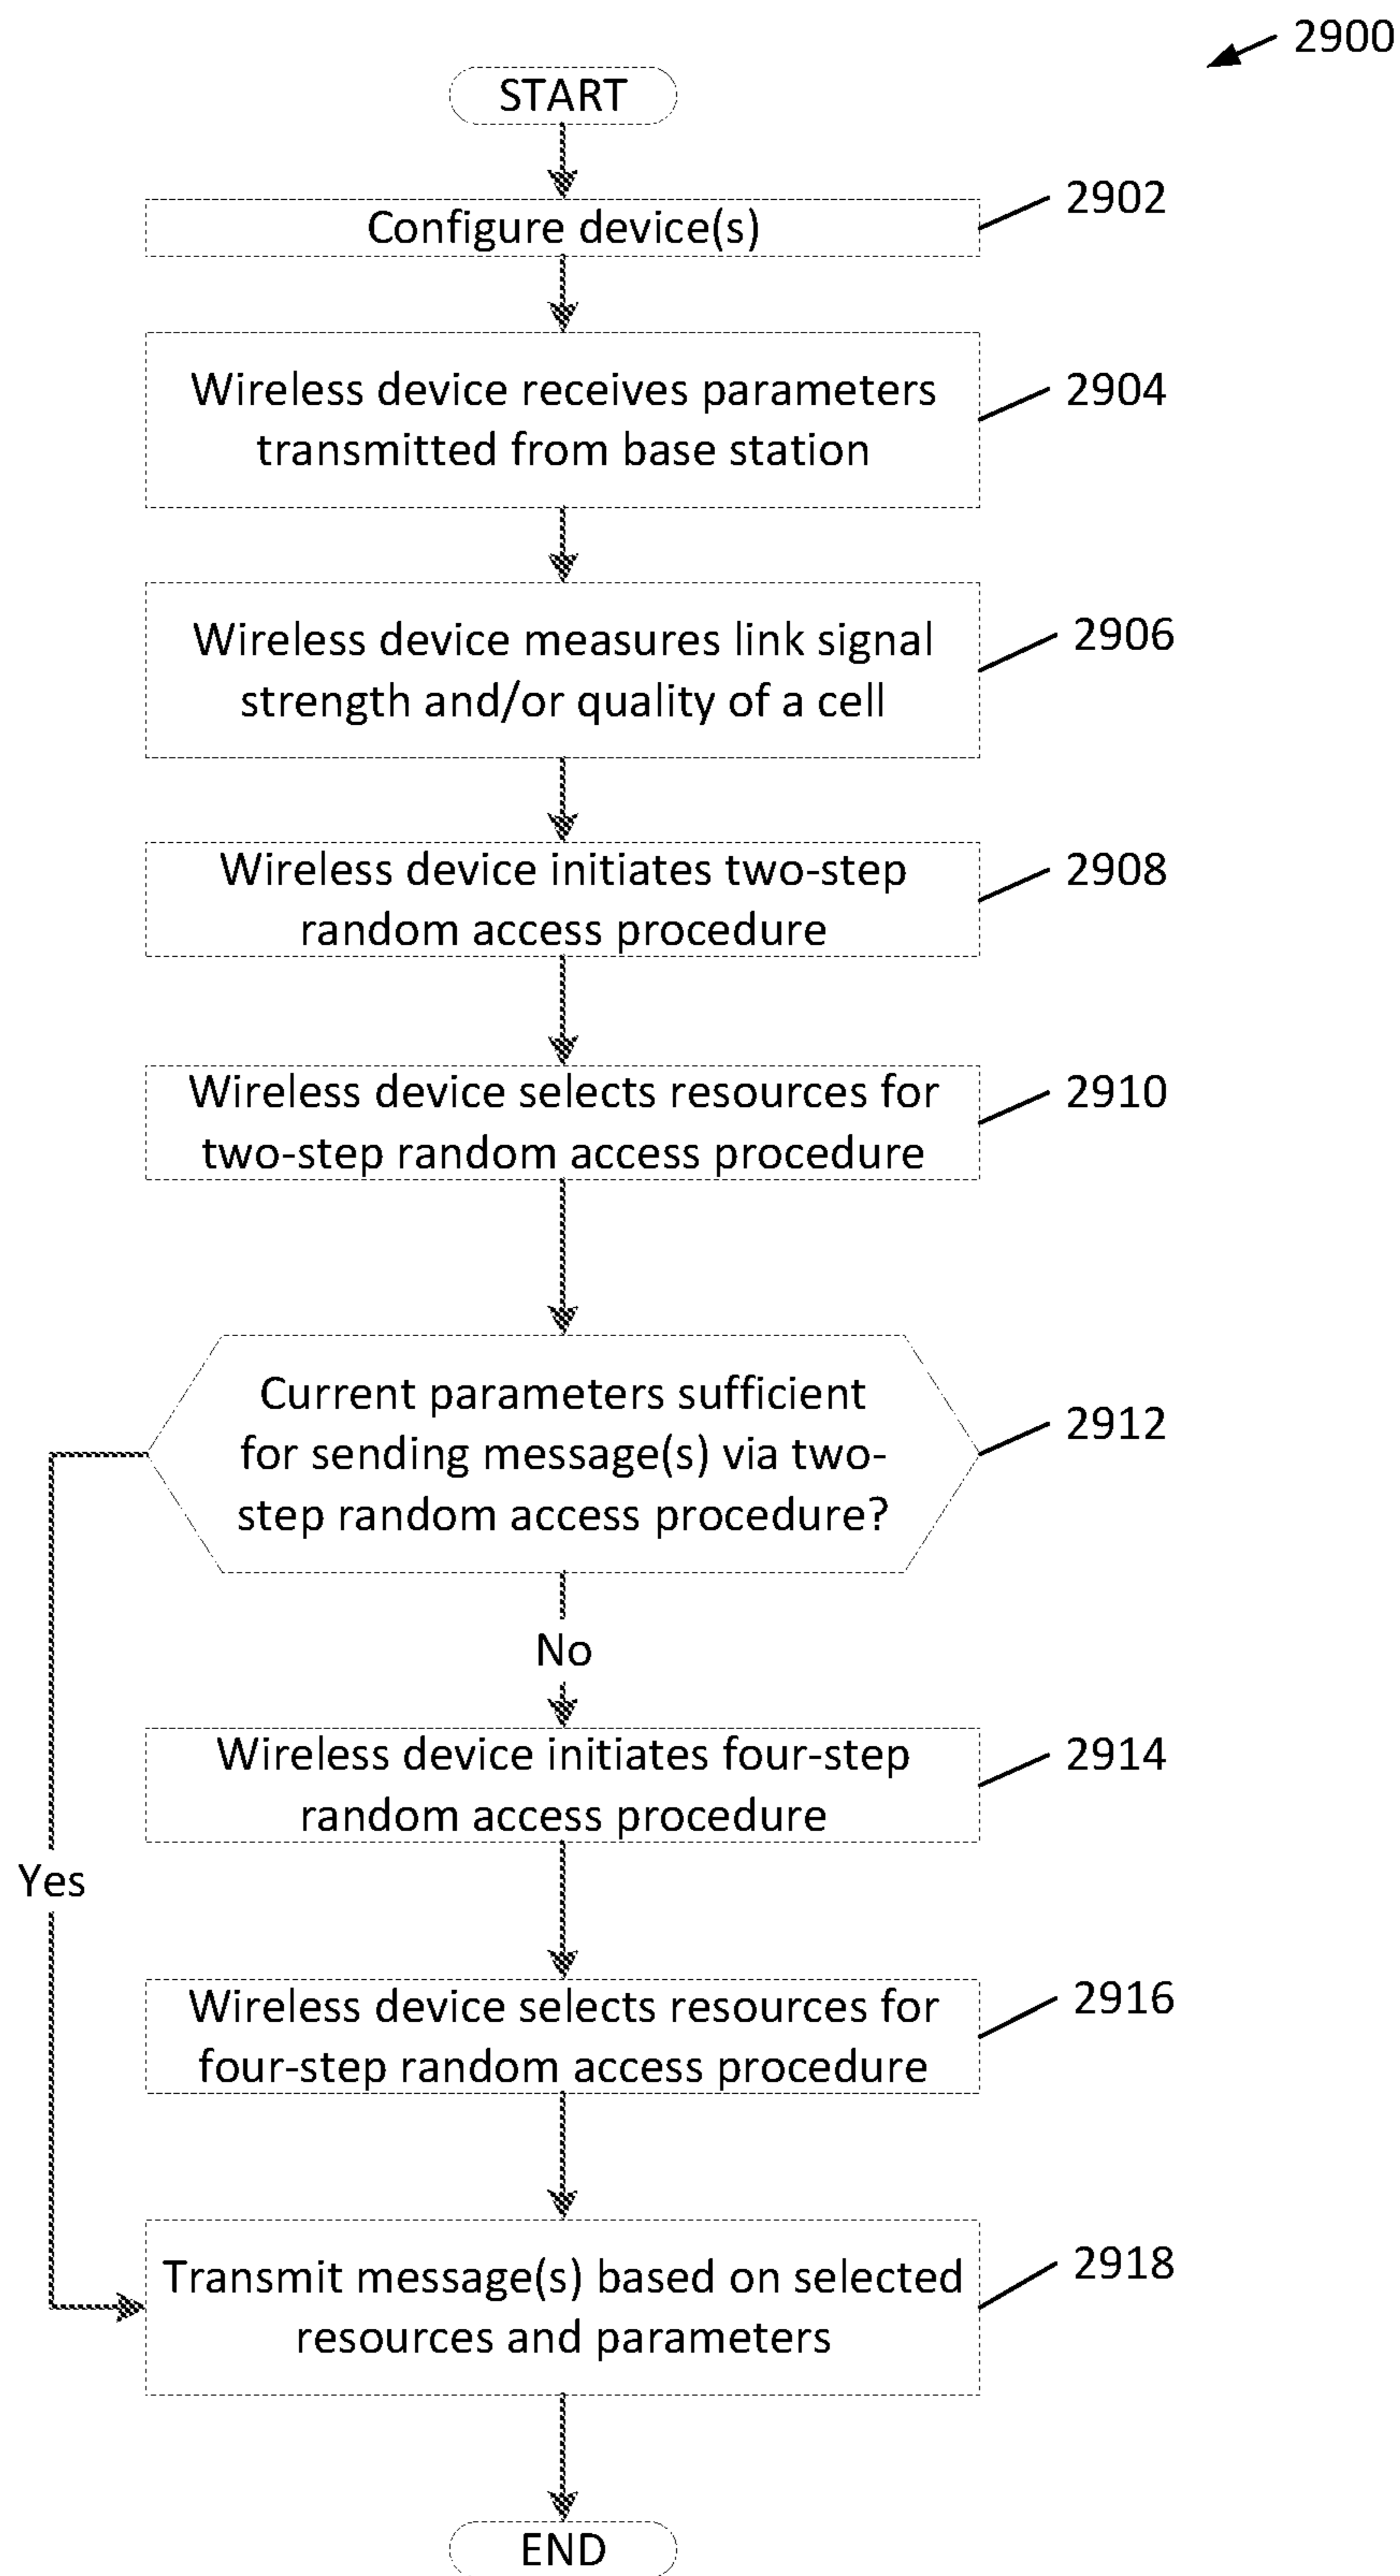 2900
START
Configure device(s)
2902
Wireless device receives parameters
transmitted from base station
2904
Wireless device measures link signal
strength and/or quality of a cell
2906
Wireless device initiates two-step
random access procedure
2908
Wireless device selects resources for
two-step random access procedure
2910
Current parameters sufficient
for sending message(s) via two-
step random access procedure?
2912
No
Wireless device initiates four-step
random access procedure
2914
Yes
Wireless device selects resources for
four-step random access procedure
2916
Transmit message(s) based on selected
resources and parameters
2918
END